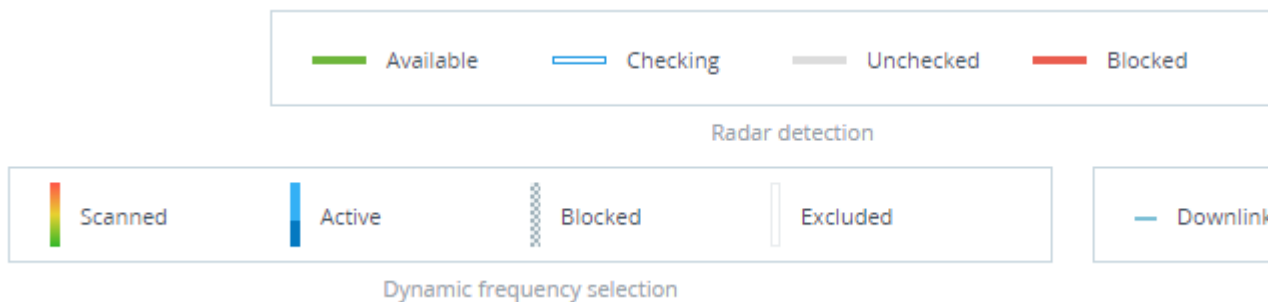 Available Checking Unchecked Blocked
Radar detection
Scanned Active Blocked Excluded Downlink
Dynamic frequency selection